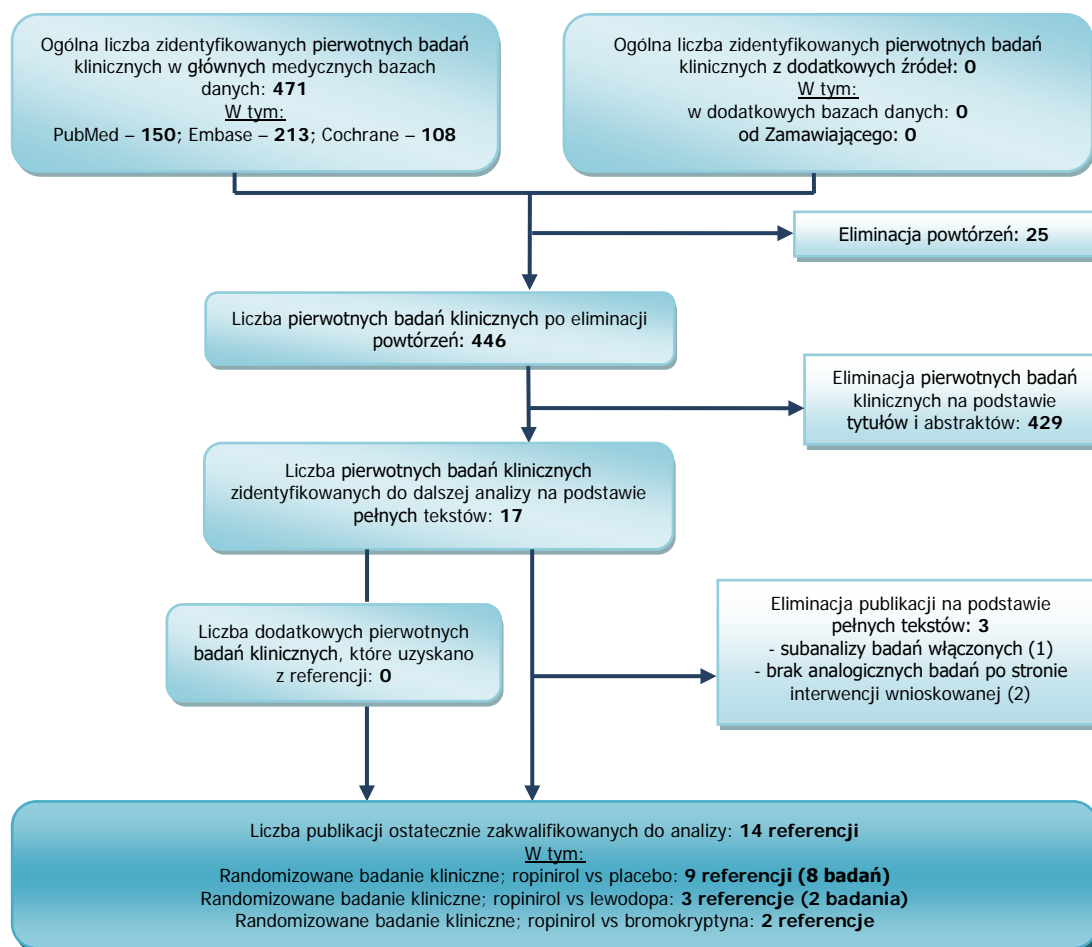 Ogólna liczba zidentyfikowanych pierwotnych badań
klinicznych w głównych medycznych bazach
danych: 471
W tym:
PubMed – 150; Embase – 213; Cochrane – 108
Ogólna liczba zidentyfikowanych pierwotnych badań
klinicznych z dodatkowych źródeł: 0
W tym:
w dodatkowych bazach danych: 0
od Zamawiającego: 0
Eliminacja powtórzeń: 25
Liczba pierwotnych badań klinicznych po eliminacji
powtórzeń: 446
Eliminacja pierwotnych badań
klinicznych na podstawie
tytułów i abstraktów: 429
Liczba pierwotnych badań klinicznych
zidentyfikowanych do dalszej analizy na podstawie
pełnych tekstów: 17
Liczba dodatkowych pierwotnych
badań klinicznych, które uzyskano
z referencji: 0
Eliminacja publikacji na podstawie
pełnych tekstów: 3
- subanalizy badań włączonych (1)
- brak analogicznych badań po stronie
interwencji wnioskowanej (2)
Liczba publikacji ostatecznie zakwalifikowanych do analizy: 14 referencji
W tym:
Randomizowane badanie kliniczne; ropinirol vs placebo: 9 referencji (8 badań)
Randomizowane badanie kliniczne; ropinirol vs lewodopa: 3 referencje (2 badania)
Randomizowane badanie kliniczne; ropinirol vs bromokryptyna: 2 referencje